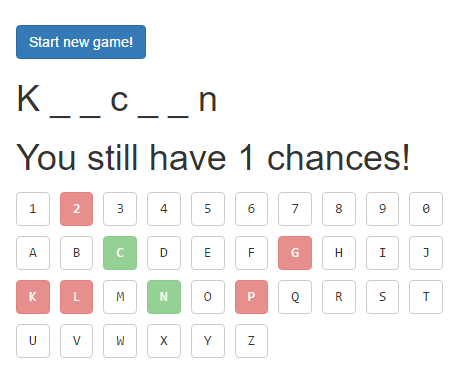 Start new game!
K _ _ c _ _ n
You still have 1 chances!
1 2 3 4 5 6 7 8 9 0
A B C D E F G H I J
K L M N O P Q R S T
U V W X Y Z